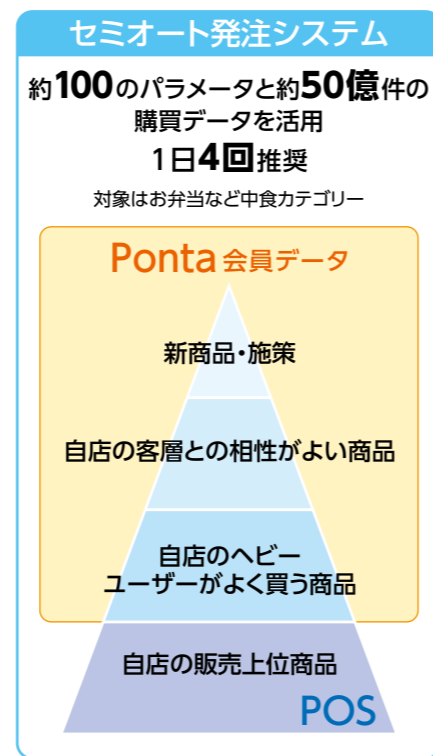 セミオート発注システム
約100のパラメータと約50億件の
購買データを活用
1日4回推奨
対象はお弁当など中食カテゴリー
Ponta会員データ
新商品・施策
自店の客層との相性がよい商品
自店のヘビー
ユーザーがよく買う商品
自店の販売上位商品
POS